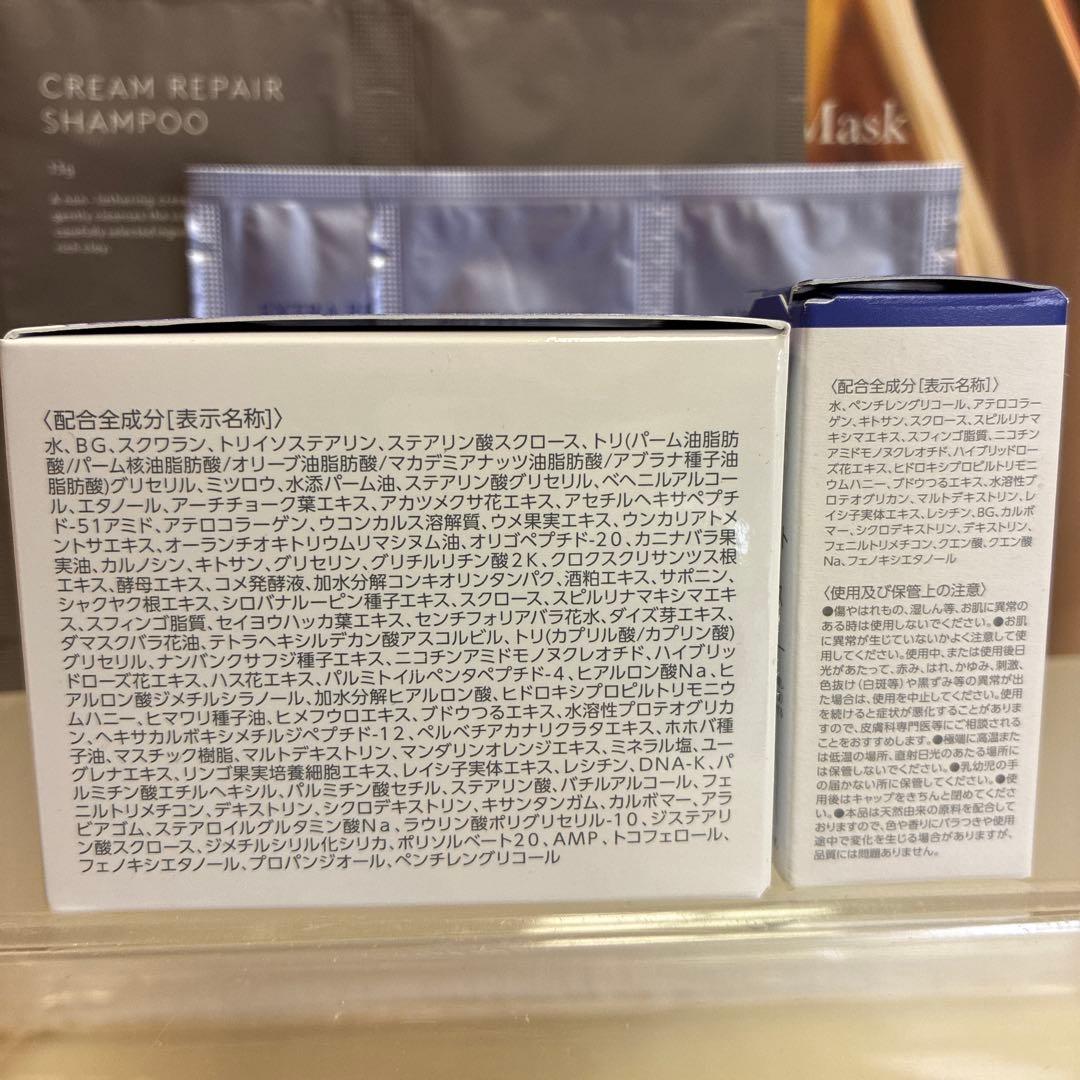 CREAM REPAIR
SHAMPOO
Mask
〈配合全成分[表示名称]〉
水、BG、スクワラン、トリイソステアリン、ステアリン酸スクロース、トリ(パーム油脂肪
酸/パーム核油脂肪酸/オリーブ油脂肪酸/マカデミアナッツ油脂肪酸/アブラナ種子油
脂肪酸)グリセリル、ミツロウ、水添パーム油、ステアリン酸グリセリル、ベヘニルアルコー
ル、エタノール、アーチチョーク葉エキス、アカツメクサ花エキス、アセチルヘキサペプチ
ド-51アミド、アテロコラーゲン、ウコンカルス溶解質、ウメ果実エキス、ウンカリアトメ
ントサエキス、オーランチオキトリウムリマシヌム油、オリゴペプチド-20、カニナバラ果
実油、カルノシン、キトサン、グリセリン、グリチルリチン酸2K、クロクスクリサンツス根
エキス、酵母エキス、コメ発酵液、加水分解コンキオリンタンパク、酒粕エキス、サポニン、
シャクヤク根エキス、シロバナルーピン種子エキス、スクロース、スピルリナマキシマエキ
ス、スフィンゴ脂質、セイヨウハッカ葉エキス、センチフォリアバラ花水、ダイズ芽エキス、
ダマスクバラ花油、テトラヘキシルデカン酸アスコルビル、トリ(カプリル酸/カプリン酸)
グリセリル、ナンバンクサフジ種子エキス、ニコチンアミドモノヌクレオチド、ハイブリッ
ドローズ花エキス、ハス花エキス、パルミトイルペンタペプチド-4、ヒアルロン酸Na、ヒ
アルロン酸ジメチルシラノール、加水分解ヒアルロン酸、ヒドロキシプロピルトリモニウ
ムハニー、ヒマワリ種子油、ヒメフウロエキス、ブドウつるエキス、水溶性プロテオグリカ
ン、ヘキサカルボキシメチルジペプチド-12、ペルベチアカナリクラタエキス、ホホバ種
子油、マスチック樹脂、マルトデキストリン、マンダリンオレンジエキス、ミネラル塩、ユー
グレナエキス、リンゴ果実培養細胞エキス、レイシ子実体エキス、レシチン、DNA-K、パ
ルミチン酸エチルヘキシル、パルミチン酸セチル、ステアリン酸、バチルアルコール、フェ
ニルトリメチコン、デキストリン、シクロデキストリン、キサンタンガム、カルボマー、アラ
ビアゴム、ステアロイルグルタミン酸Na、ラウリン酸ポリグリセリル-10、ジステアリ
ン酸スクロース、ジメチルシリル化シリカ、ポリソルベート20、AMP、トコフェロール、
フェノキシエタノール、プロパンジオール、ペンチレングリコール
〈配合全成分[表示名称]〉
水、ペンチレングリコール、アテロコラー
ゲン、キトサン、スクロース、スピルリナマ
キシマエキス、スフィンゴ脂質、ニコチン
アミドモノヌクレオチド、ハイブリッドロー
ズ花エキス、ヒドロキシプロピルトリモニ
ウムハニー、ブドウつるエキス、水溶性プ
ロテオグリカン、マルトデキストリン、レ
イシ子実体エキス、レシチン、BG、カルボ
マー、シクロデキストリン、デキストリン、
フェニルトリメチコン、クエン酸、クエン酸
Na、フェノキシエタノール
〈使用及び保管上の注意〉
●傷やはれもの、湿しん等、お肌に異常の
ある時は使用しないでください。●お肌
に異常が生じていないかよく注意して使
用してください。使用中、または使用後日
光があたって、赤み、はれ、かゆみ、刺激、
色抜け(白斑等)や黒ずみ等の異常が出
た場合は、使用を中止してください。使用
を続けると症状が悪化することがありま
すので、皮膚科専門医等にご相談される
ことをおすすめします。●極端に高温また
は低温の場所、直射日光のあたる場所に
は保管しないでください。●乳幼児の手
の届かない所に保管してください。●使
用後はキャップをきちんと閉めてくださ
い。●本品は天然由来の原料を配合して
おりますので、色や香りにバラつきや使用
途中で変化を生じる場合がありますが、
品質には問題ありません。